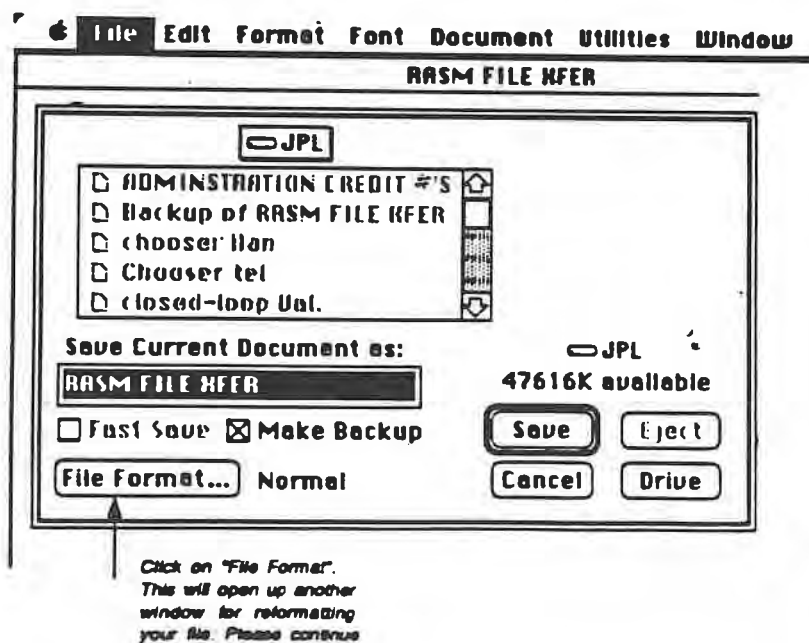 File Edit Format Font Document Utilities Window
RASM FILE XFER
JPL
ADMINSTRATION CREDIT #'S
Backup of RASM FILE XFER
chooser Ban
Chooser tel
closed-loop Val.
Save Current Document as:
JPL
RASM FILE XFER
47616K available
Fast Save Make Backup
Save Eject
File Format... Normal
Cancel Drive
Click on "File Format".
This will open up another
window for reformatting
your file. Please continue